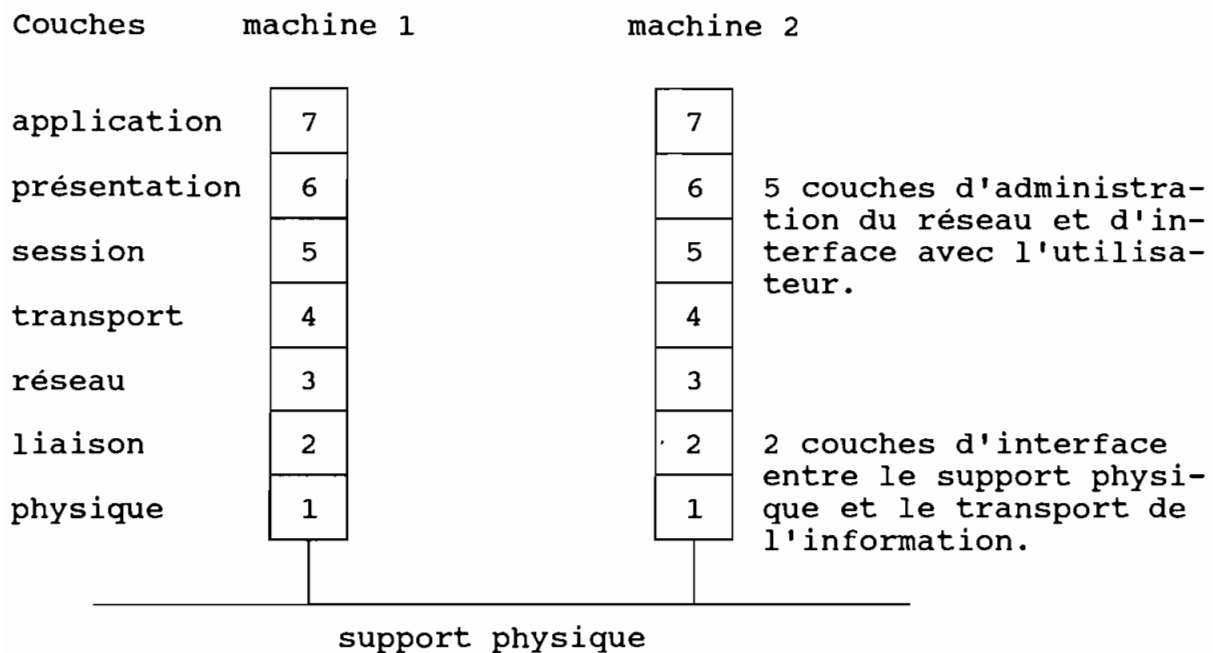 Couches machine 1 machine 2
application 7 7
présentation 6 6 5 couches d'administra-
tion du réseau et d'in-
session 5 5 terface avec l'utilisa-
teur.
transport 4 4
réseau 3 3
liaison 2 2 2 couches d'interface
entre le support physi-
physique 1 1 que et le transport de
l'information.
support physique